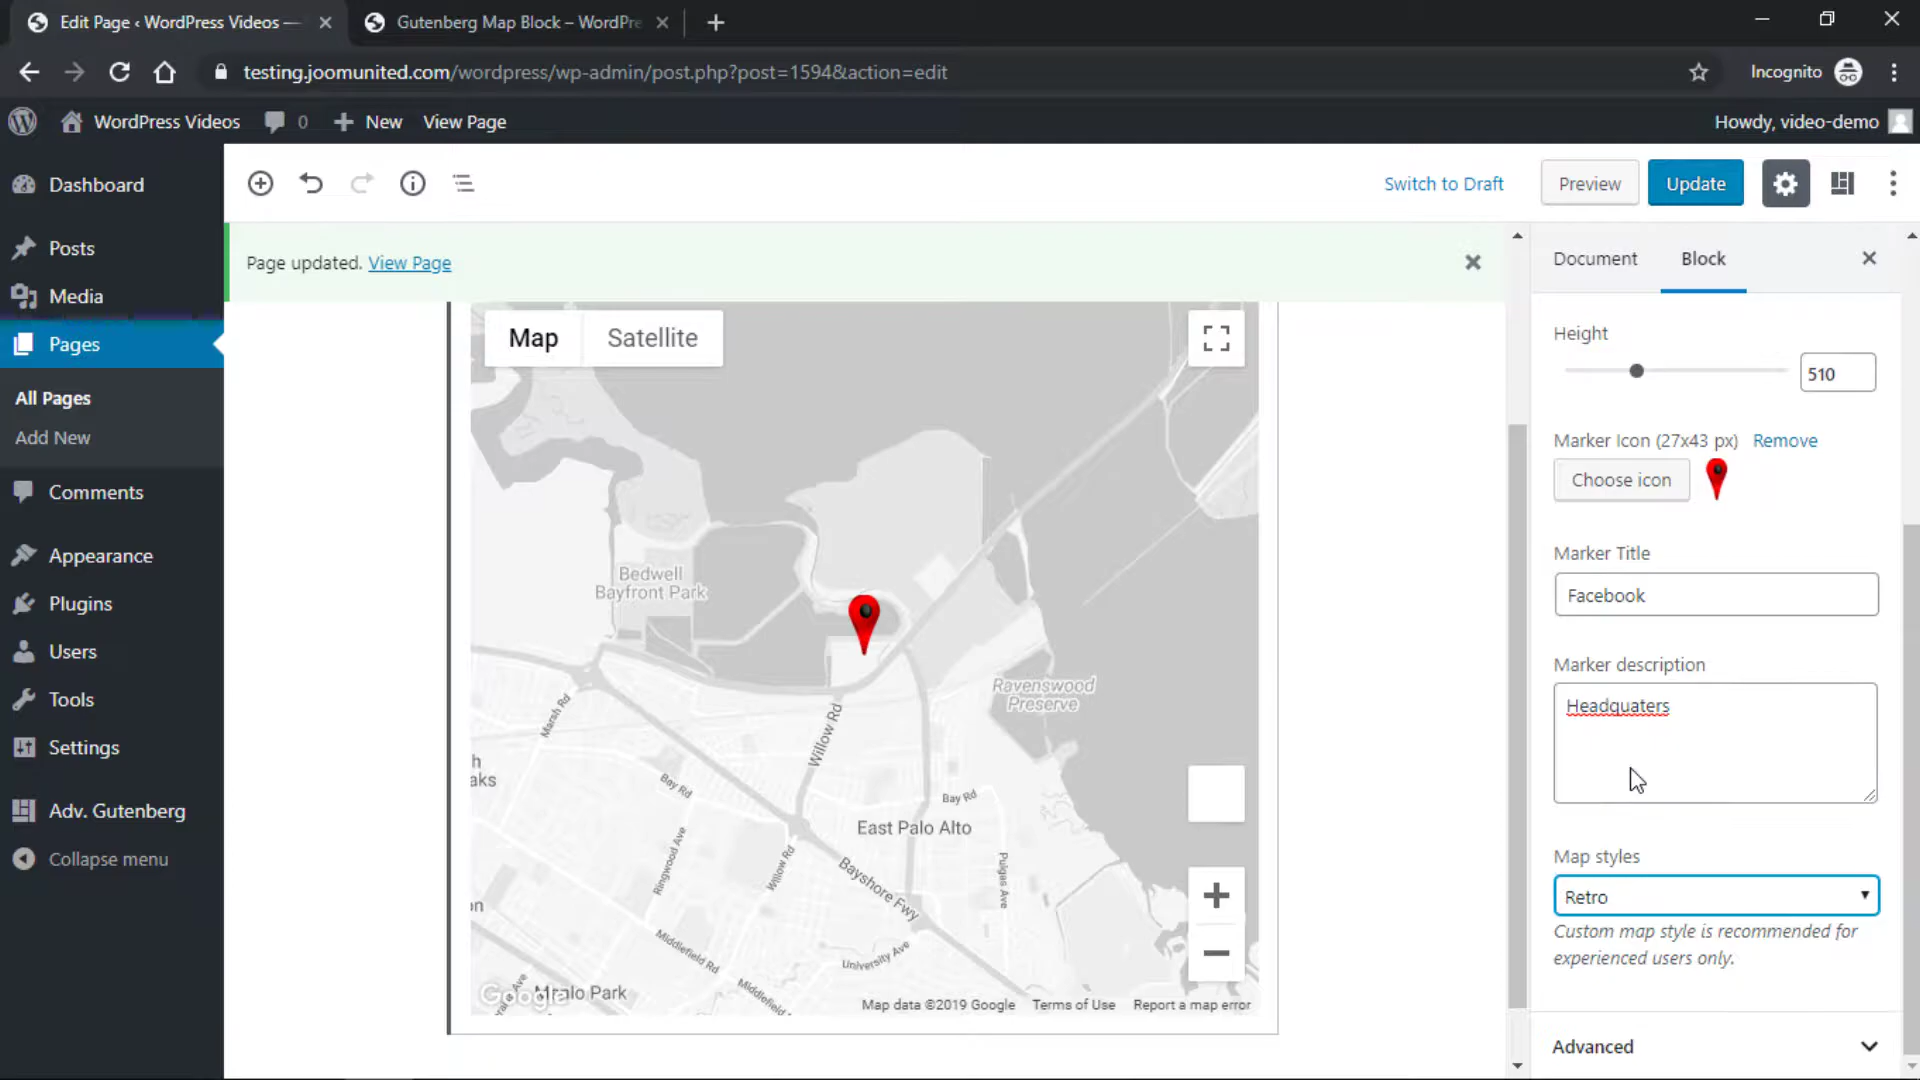 Edit Page ‹ WordPress Videos —
Gutenberg Map Block – WordPre
testing.joomunited.com/wordpress/wp-admin/post.php?post=1594&action=edit
Incognito
WordPress Videos
0
New
View Page
Howdy, video-demo
Dashboard
Posts
Media
Pages
All Pages
Add New
Comments
Appearance
Plugins
Users
Tools
Settings
Adv. Gutenberg
Collapse menu
Switch to Draft
Preview
Update
Page updated. View Page
Map
Satellite
Bedwell
Bayfront Park
Ravenswood
Preserve
Marsh Rd
Willow Rd
h
aks
Bay Rd
Bay Rd
East Palo Alto
Ringwood Ave
Willow Rd
Pulgas Ave
Bayshore Fwy
on
Middlefield Rd
University Ave
Middlefield
Google
Menlo Park
Map data ©2019 Google
Terms of Use
Report a map error
Document
Block
Height
510
Marker Icon (27x43 px) Remove
Choose icon
Marker Title
Facebook
Marker description
Headquaters
Map styles
Retro
Custom map style is recommended for
experienced users only.
Advanced